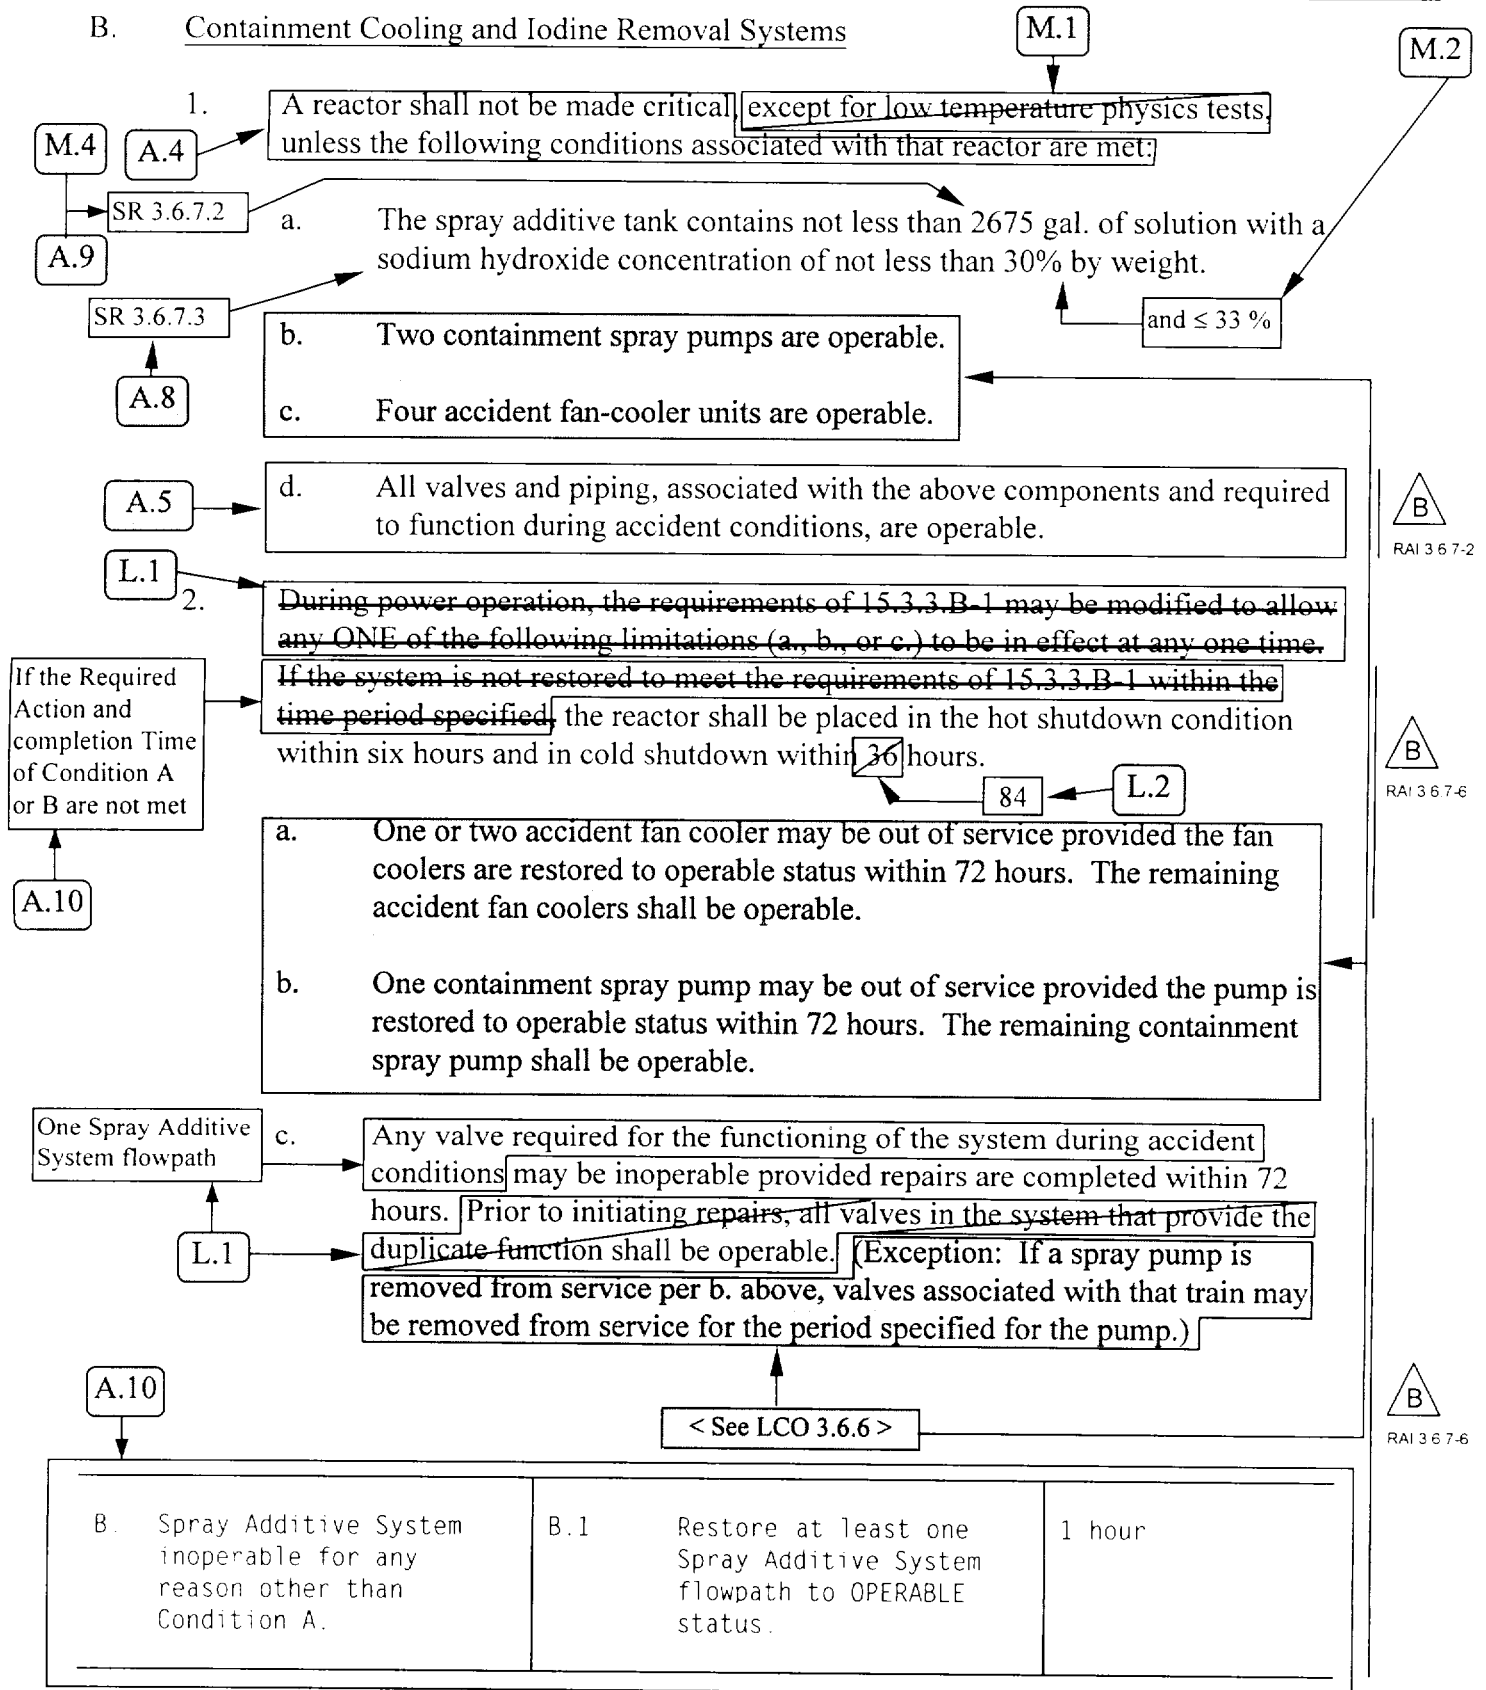 B. Containment Cooling and Iodine Removal Systems
M.1
M.2
1. A reactor shall not be made critical, except for low temperature physics tests,
unless the following conditions associated with that reactor are met:
M.4
A.4
SR 3.6.7.2
A.9
a. The spray additive tank contains not less than 2675 gal. of solution with a
sodium hydroxide concentration of not less than 30% by weight.
SR 3.6.7.3
and ≤ 33 %
A.8
b. Two containment spray pumps are operable.
c. Four accident fan-cooler units are operable.
A.5
d. All valves and piping, associated with the above components and required
to function during accident conditions, are operable.
B
RAI 3 6 7-2
L.1
2. During power operation, the requirements of 15.3.3.B-1 may be modified to allow
any ONE of the following limitations (a., b., or c.) to be in effect at any one time.
If the system is not restored to meet the requirements of 15.3.3.B-1 within the
time period specified, the reactor shall be placed in the hot shutdown condition
within six hours and in cold shutdown within 36 hours.
If the Required
Action and
completion Time
of Condition A
or B are not met
A.10
84
L.2
B
RAI 3 6.7-6
a. One or two accident fan cooler may be out of service provided the fan
coolers are restored to operable status within 72 hours. The remaining
accident fan coolers shall be operable.
b. One containment spray pump may be out of service provided the pump is
restored to operable status within 72 hours. The remaining containment
spray pump shall be operable.
One Spray Additive
System flowpath
L.1
c. Any valve required for the functioning of the system during accident
conditions may be inoperable provided repairs are completed within 72
hours. Prior to initiating repairs, all valves in the system that provide the
duplicate function shall be operable. (Exception: If a spray pump is
removed from service per b. above, valves associated with that train may
be removed from service for the period specified for the pump.)
A.10
< See LCO 3.6.6 >
B
RAI 3 6 7-6
B. Spray Additive System
inoperable for any
reason other than
Condition A.
B.1 Restore at least one
Spray Additive System
flowpath to OPERABLE
status.
1 hour